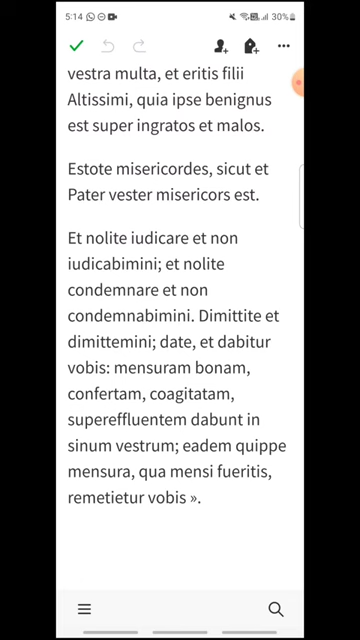 5:14
30%
vestra multa, et eritis filii
Altissimi, quia ipse benignus
est super ingratos et malos.
Estote misericordes, sicut et
Pater vester misericors est.
Et nolite iudicare et non
iudicabimini; et nolite
condemnare et non
condemnabimini. Dimittite et
dimittemini; date, et dabitur
vobis: mensuram bonam,
confertam, coagitatam,
supereffluentem dabunt in
sinum vestrum; eadem quippe
mensura, qua mensi fueritis,
remetietur vobis ».